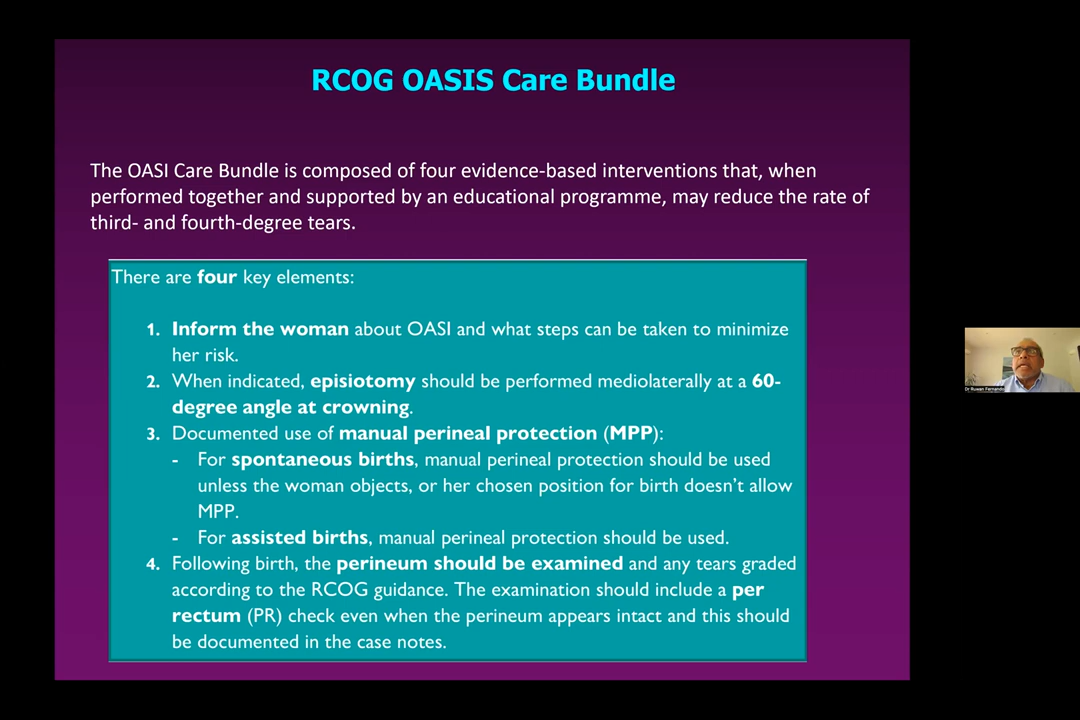 RCOG OASIS Care Bundle
The OASI Care Bundle is composed of four evidence-based interventions that, when
performed together and supported by an educational programme, may reduce the rate of
third- and fourth-degree tears.
There are four key elements:
1. Inform the woman about OASI and what steps can be taken to minimize
her risk.
2. When indicated, episiotomy should be performed mediolaterally at a 60-
degree angle at crowning.
3. Documented use of manual perineal protection (MPP):
- For spontaneous births, manual perineal protection should be used
unless the woman objects, or her chosen position for birth doesn't allow
MPP.
- For assisted births, manual perineal protection should be used.
4. Following birth, the perineum should be examined and any tears graded
according to the RCOG guidance. The examination should include a per
rectum (PR) check even when the perineum appears intact and this should
be documented in the case notes.
Dr Ruwan Fernando